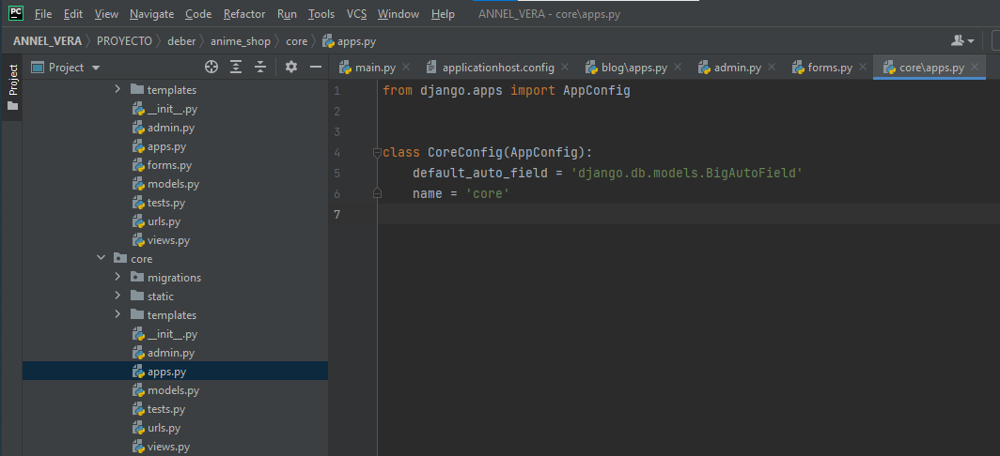 PC File Edit View Navigate Code Refactor Run Tools VCS Window Help ANNEL_VERA - core\apps.py
ANNEL_VERA PROYECTO deber anime_shop core apps.py
Project
Project
main.py applicationhost.config blog\apps.py admin.py forms.py core\apps.py
templates
__init__.py
admin.py
apps.py
forms.py
models.py
tests.py
urls.py
views.py
core
migrations
static
templates
__init__.py
admin.py
apps.py
models.py
tests.py
urls.py
views.py
1 from django.apps import AppConfig
2
3
4 class CoreConfig(AppConfig):
5 default_auto_field = 'django.db.models.BigAutoField'
6 name = 'core'
7